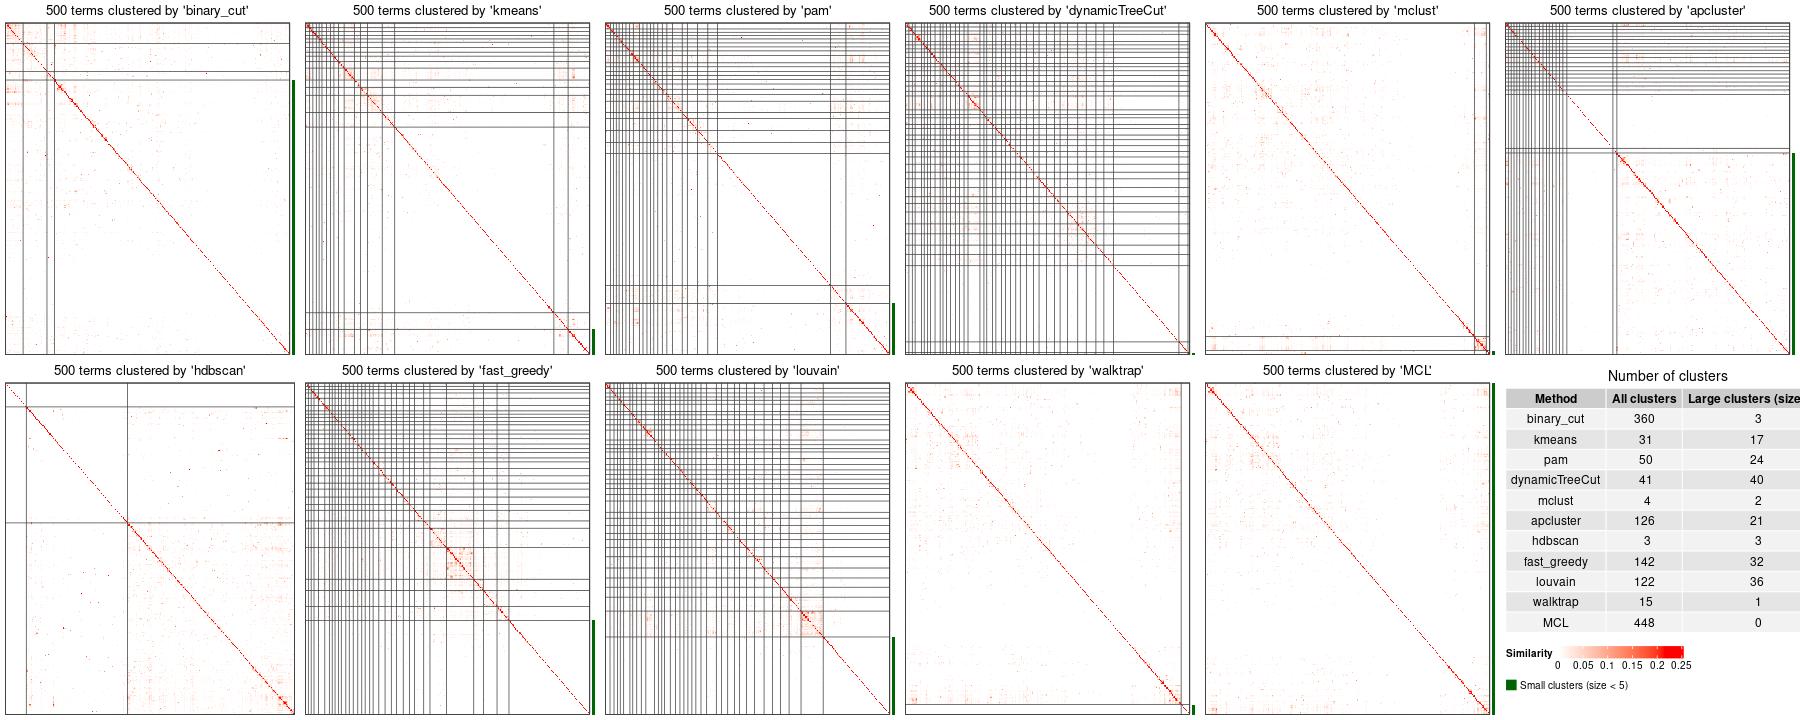 500 terms clustered by 'binary_cut'
500 terms clustered by 'kmeans'
500 terms clustered by 'pam'
500 terms clustered by 'dynamicTreeCut'
500 terms clustered by 'mclust'
500 terms clustered by 'apcluster'
500 terms clustered by 'hdbscan'
500 terms clustered by 'fast_greedy'
500 terms clustered by 'louvain'
500 terms clustered by 'walktrap'
500 terms clustered by 'MCL'
Number of clusters
Method All clusters Large clusters (size
binary_cut 360 3
kmeans 31 17
pam 50 24
dynamicTreeCut 41 40
mclust 4 2
apcluster 126 21
hdbscan 3 3
fast_greedy 142 32
louvain 122 36
walktrap 15 1
MCL 448 0
Similarity
0 0.05 0.1 0.15 0.2 0.25
Small clusters (size < 5)